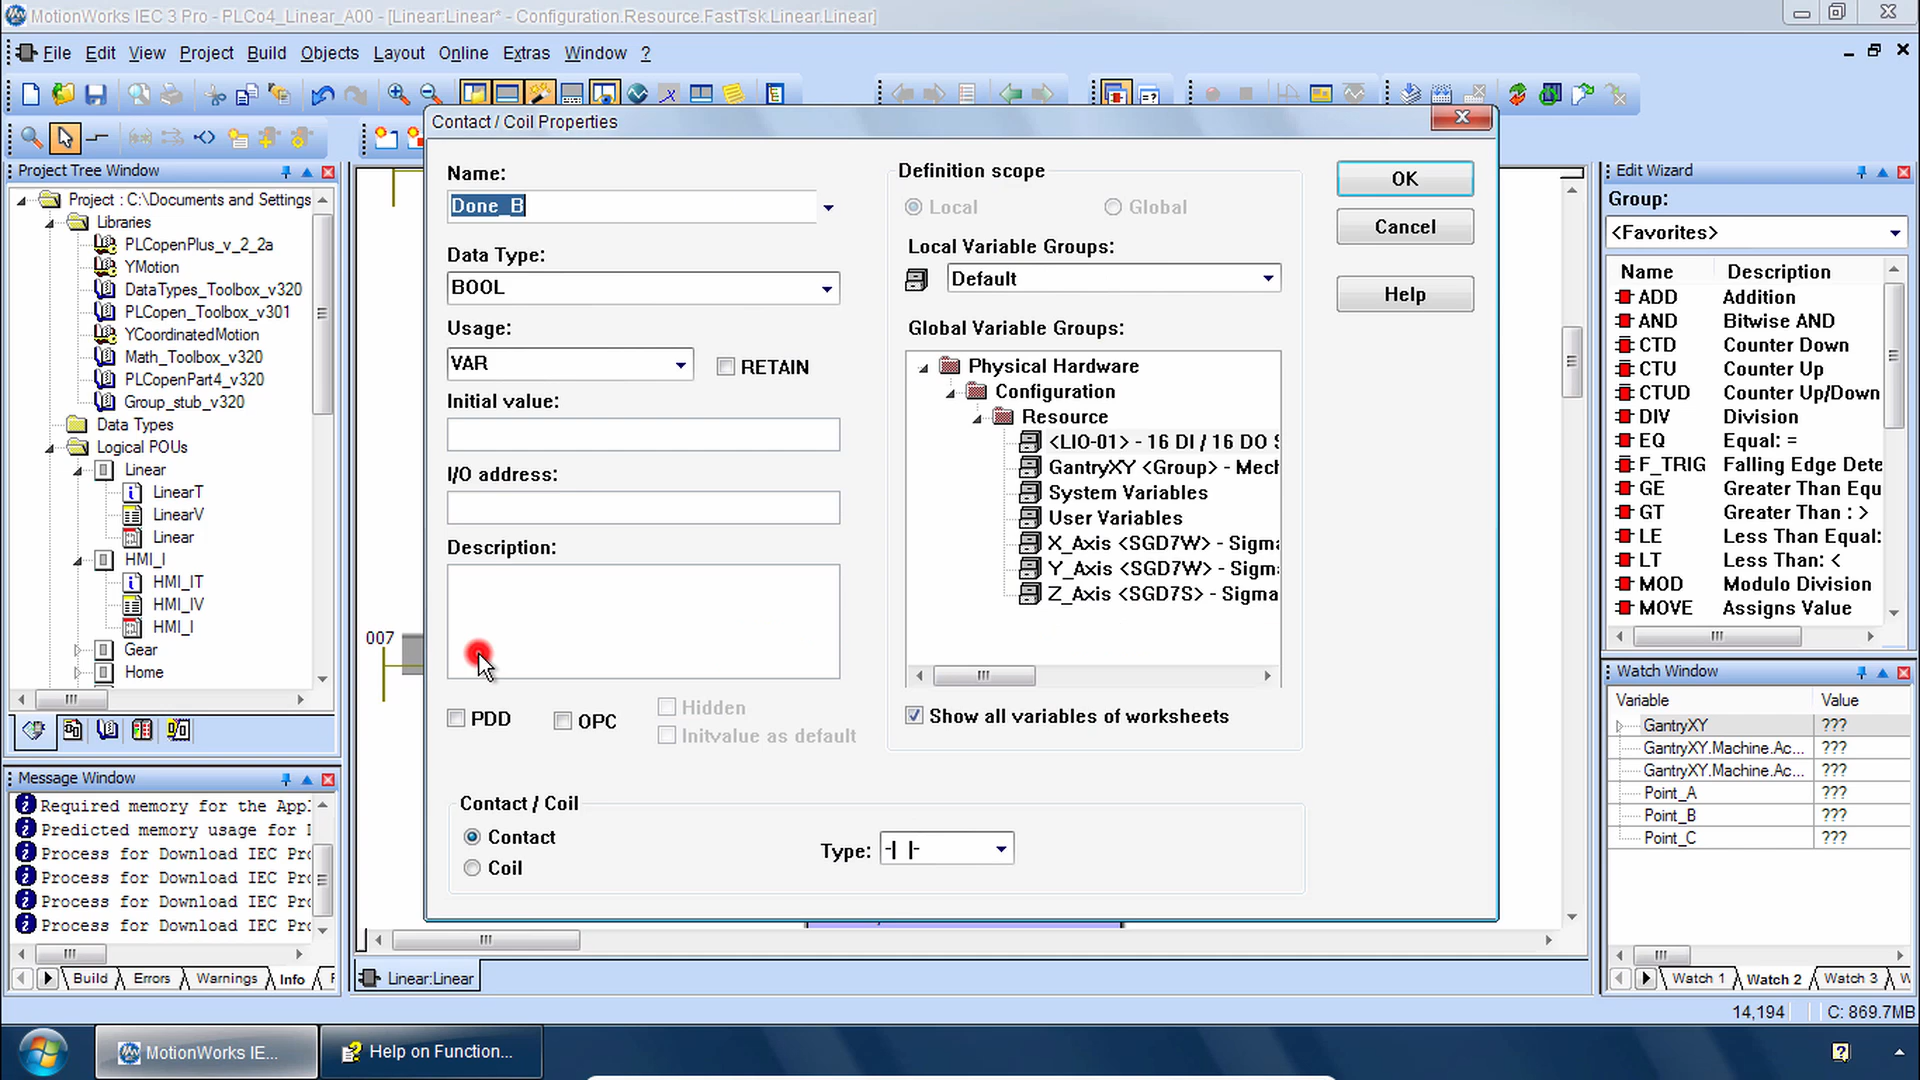 MotionWorks IEC 3 Pro - PLCo4_Linear_A00 - [Linear:Linear* - Configuration.Resource.FastTsk.Linear.Linear]
File Edit View Project Build Objects Layout Online Extras Window ?
Project Tree Window
Project : C:\Documents and Settings
Libraries
PLCopenPlus_v_2_2a
YMotion
DataTypes_Toolbox_v320
PLCopen_Toolbox_v301
YCoordinatedMotion
Math_Toolbox_v320
PLCopenPart4_v320
Group_stub_v320
Data Types
Logical POUs
Linear
LinearT
LinearV
Linear
HMI_I
HMI_IT
HMI_IV
HMI_I
Gear
Home
Message Window
Required memory for the App
Predicted memory usage for
Process for Download IEC Pro
Process for Download IEC Pro
Process for Download IEC Pro
Process for Download IEC Pro
Build Errors Warnings Info
007
Linear:Linear
Contact / Coil Properties
Name:
Done_B
Data Type:
BOOL
Usage:
VAR
RETAIN
Initial value:
I/O address:
Description:
PDD
OPC
Hidden
Initvalue as default
Definition scope
Local
Global
Local Variable Groups:
Default
Global Variable Groups:
Physical Hardware
Configuration
Resource
<LIO-01> - 16 DI / 16 DO S
GantryXY <Group> - Mech
System Variables
User Variables
X_Axis <SGD7W> - Sigma
Y_Axis <SGD7W> - Sigma
Z_Axis <SGD7S> - Sigma
Show all variables of worksheets
Contact / Coil
Contact
Coil
Type: -| |-
OK
Cancel
Help
Edit Wizard
Group:
<Favorites>
Name Description
ADD Addition
AND Bitwise AND
CTD Counter Down
CTU Counter Up
CTUD Counter Up/Down
DIV Division
EQ Equal: =
F_TRIG Falling Edge Dete
GE Greater Than Equ
GT Greater Than : >
LE Less Than Equal:
LT Less Than: <
MOD Modulo Division
MOVE Assigns Value
Watch Window
Variable Value
GantryXY ???
GantryXY.Machine.Ac... ???
GantryXY.Machine.Ac... ???
Point_A ???
Point_B ???
Point_C ???
Watch 1 Watch 2 Watch 3 W
14,194 C: 869.7MB
MotionWorks IE...
Help on Function...